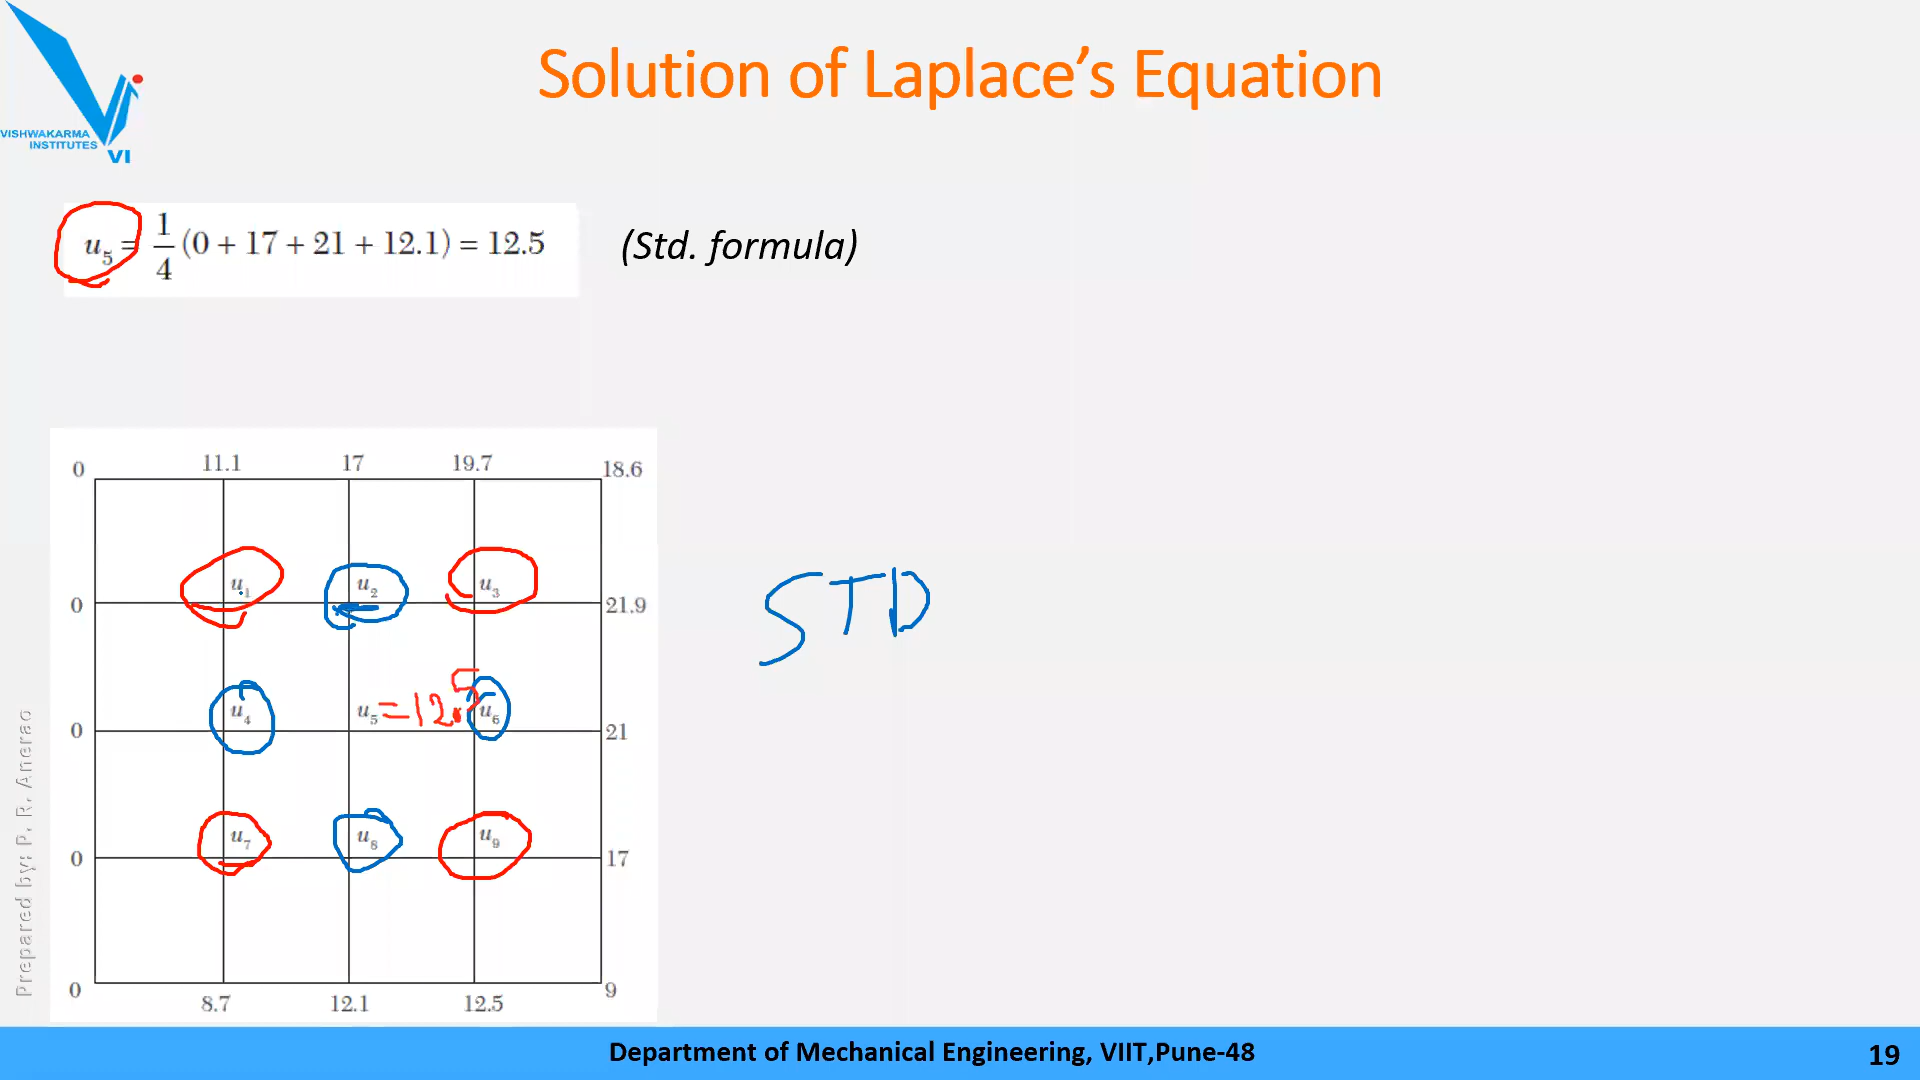 Solution of Laplace's Equation
VISHWAKARMA
INSTITUTES
VI
u₅ = 1/4 (0 + 17 + 21 + 12.1) = 12.5
(Std. formula)
0 11.1 17 19.7 18.6
u₁ u₂ u₃
0 21.9
STD
u₄ u₅ =12.5 u₆
0 21
u₇ u₈ u₉
0 17
0 9
8.7 12.1 12.5
Prepared by: P. R. Anerao
Department of Mechanical Engineering, VIIT,Pune-48
19